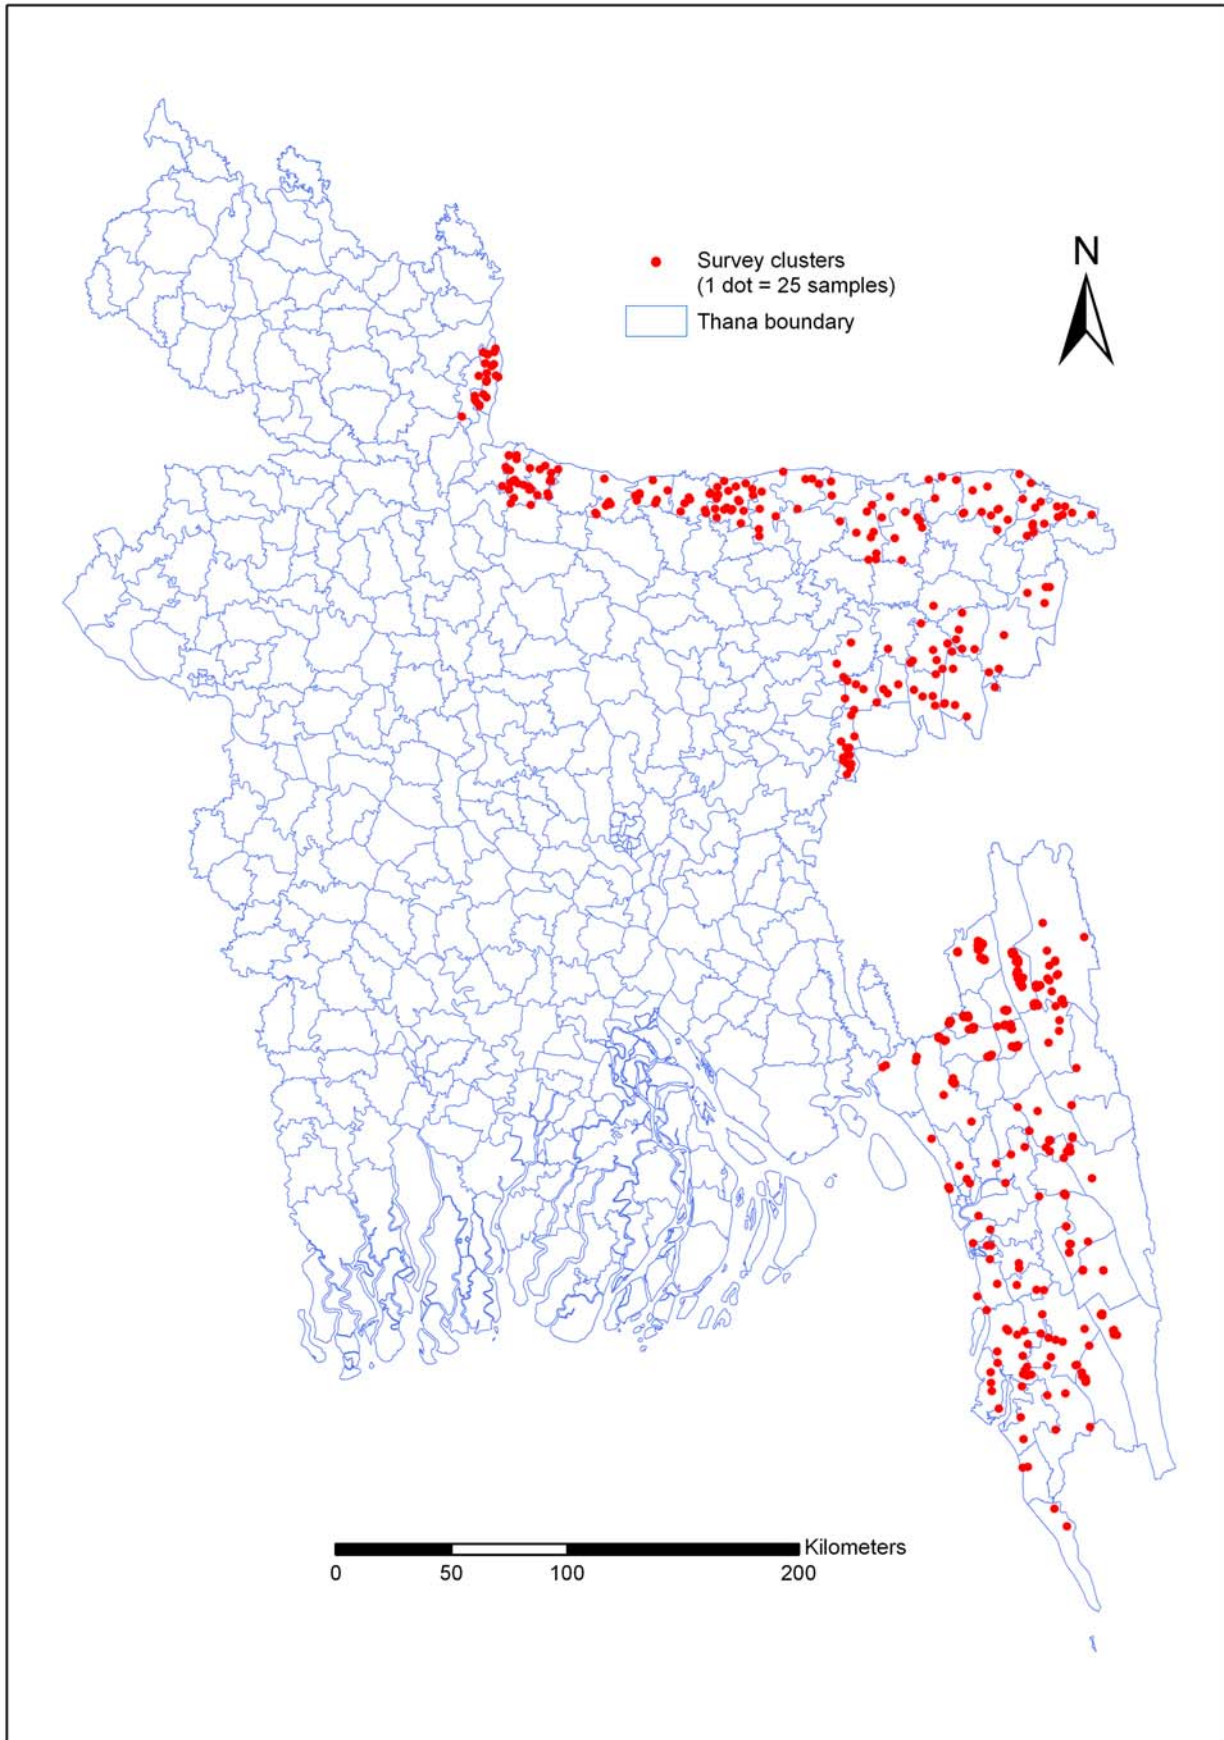 N
Survey clusters
(1 dot = 25 samples)
Thana boundary
Kilometers
0 50 100 200